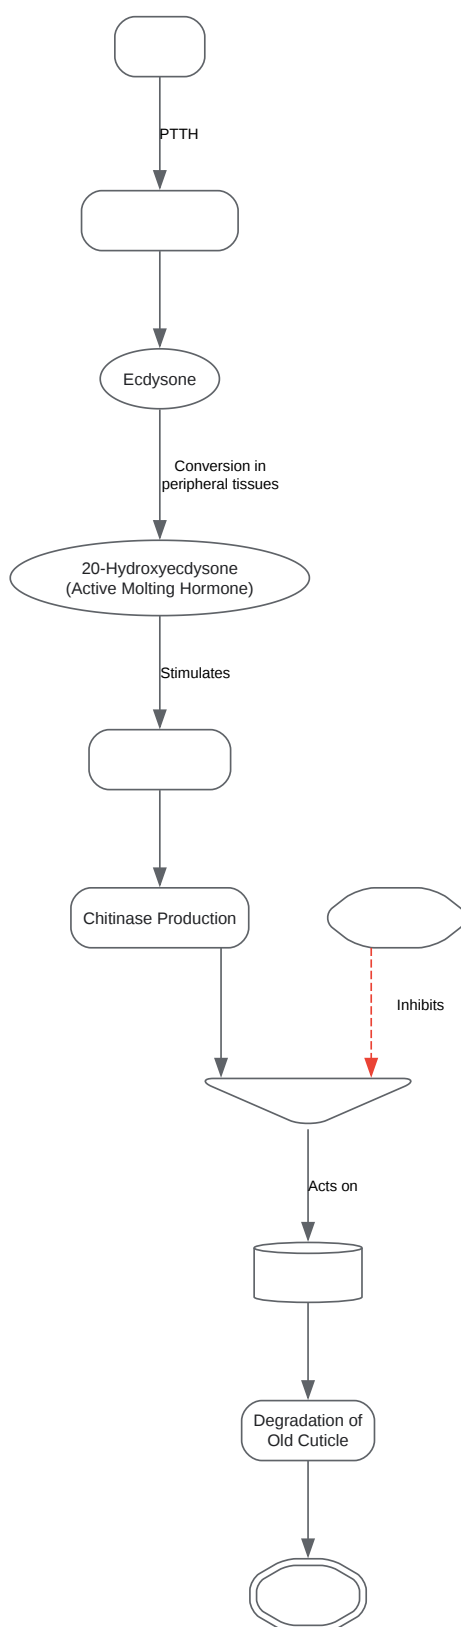 PTTH
Ecdysone
Conversion in
peripheral tissues
20-Hydroxyecdysone
(Active Molting Hormone)
Stimulates
Chitinase Production
Inhibits
Acts on
Degradation of
Old Cuticle